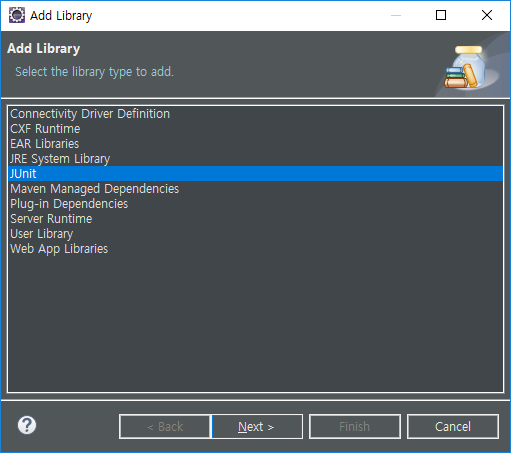 Add Library
Add Library
Select the library type to add.
Connectivity Driver Definition
CXF Runtime
EAR Libraries
JRE System Library
JUnit
Maven Managed Dependencies
Plug-in Dependencies
Server Runtime
User Library
Web App Libraries
? < Back Next > Finish Cancel